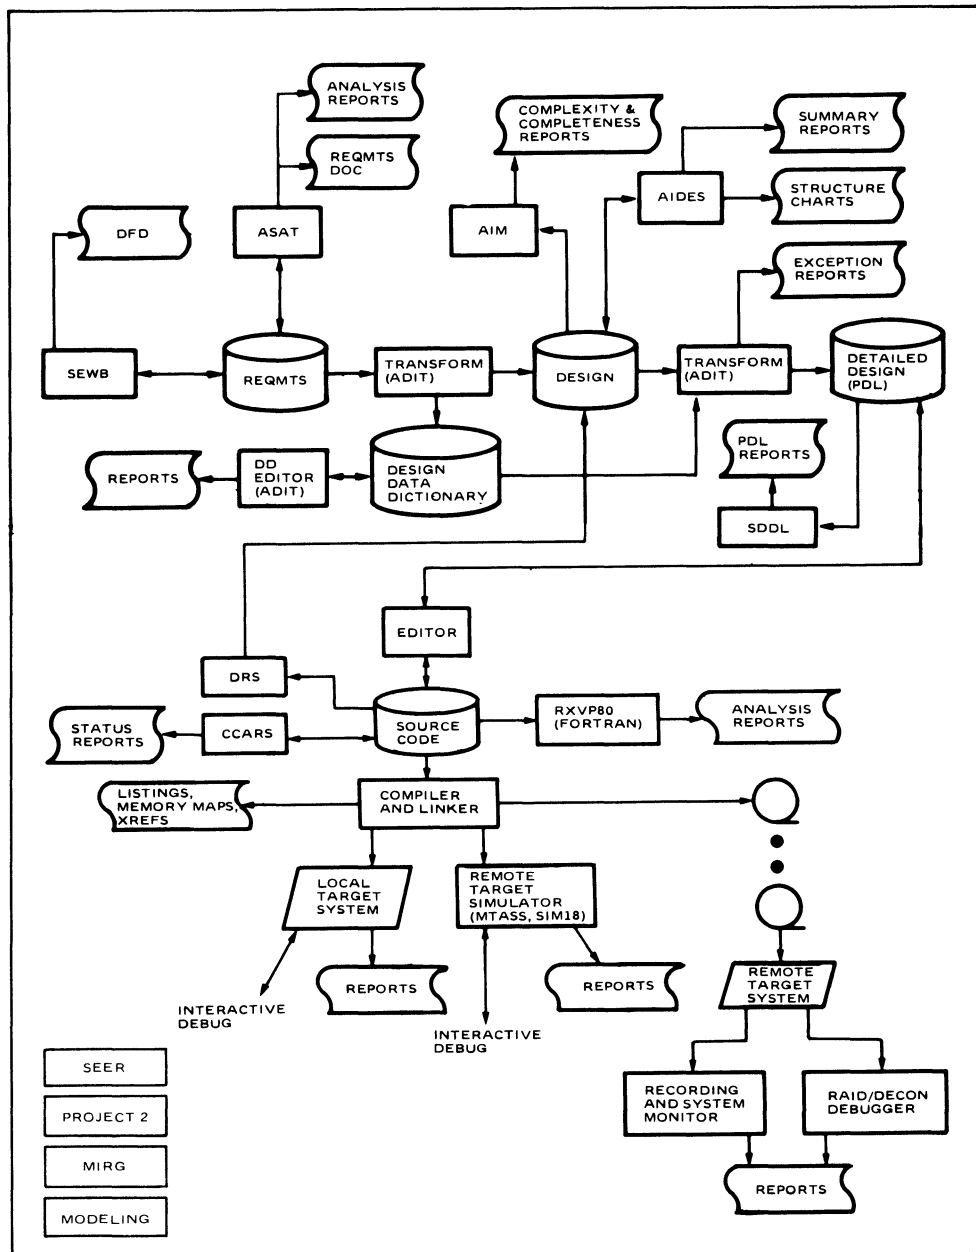 ANALYSIS
REPORTS
REQMTS
DOC
COMPLEXITY &
COMPLETENESS
REPORTS
SUMMARY
REPORTS
STRUCTURE
CHARTS
AIDES
DFD
ASAT
AIM
EXCEPTION
REPORTS
SEWB
REQMTS
TRANSFORM
(ADIT)
DESIGN
TRANSFORM
(ADIT)
DETAILED
DESIGN
(PDL)
REPORTS
DD
EDITOR
(ADIT)
DESIGN
DATA
DICTIONARY
PDL
REPORTS
SDDL
EDITOR
DRS
STATUS
REPORTS
CCARS
SOURCE
CODE
RXVP80
(FORTRAN)
ANALYSIS
REPORTS
LISTINGS,
MEMORY MAPS,
XREFS
COMPILER
AND LINKER
LOCAL
TARGET
SYSTEM
REMOTE
TARGET
SIMULATOR
(MTASS, SIM18)
INTERACTIVE
DEBUG
REPORTS
INTERACTIVE
DEBUG
REPORTS
REMOTE
TARGET
SYSTEM
RECORDING
AND SYSTEM
MONITOR
RAID/DECON
DEBUGGER
REPORTS
SEER
PROJECT 2
MIRG
MODELING